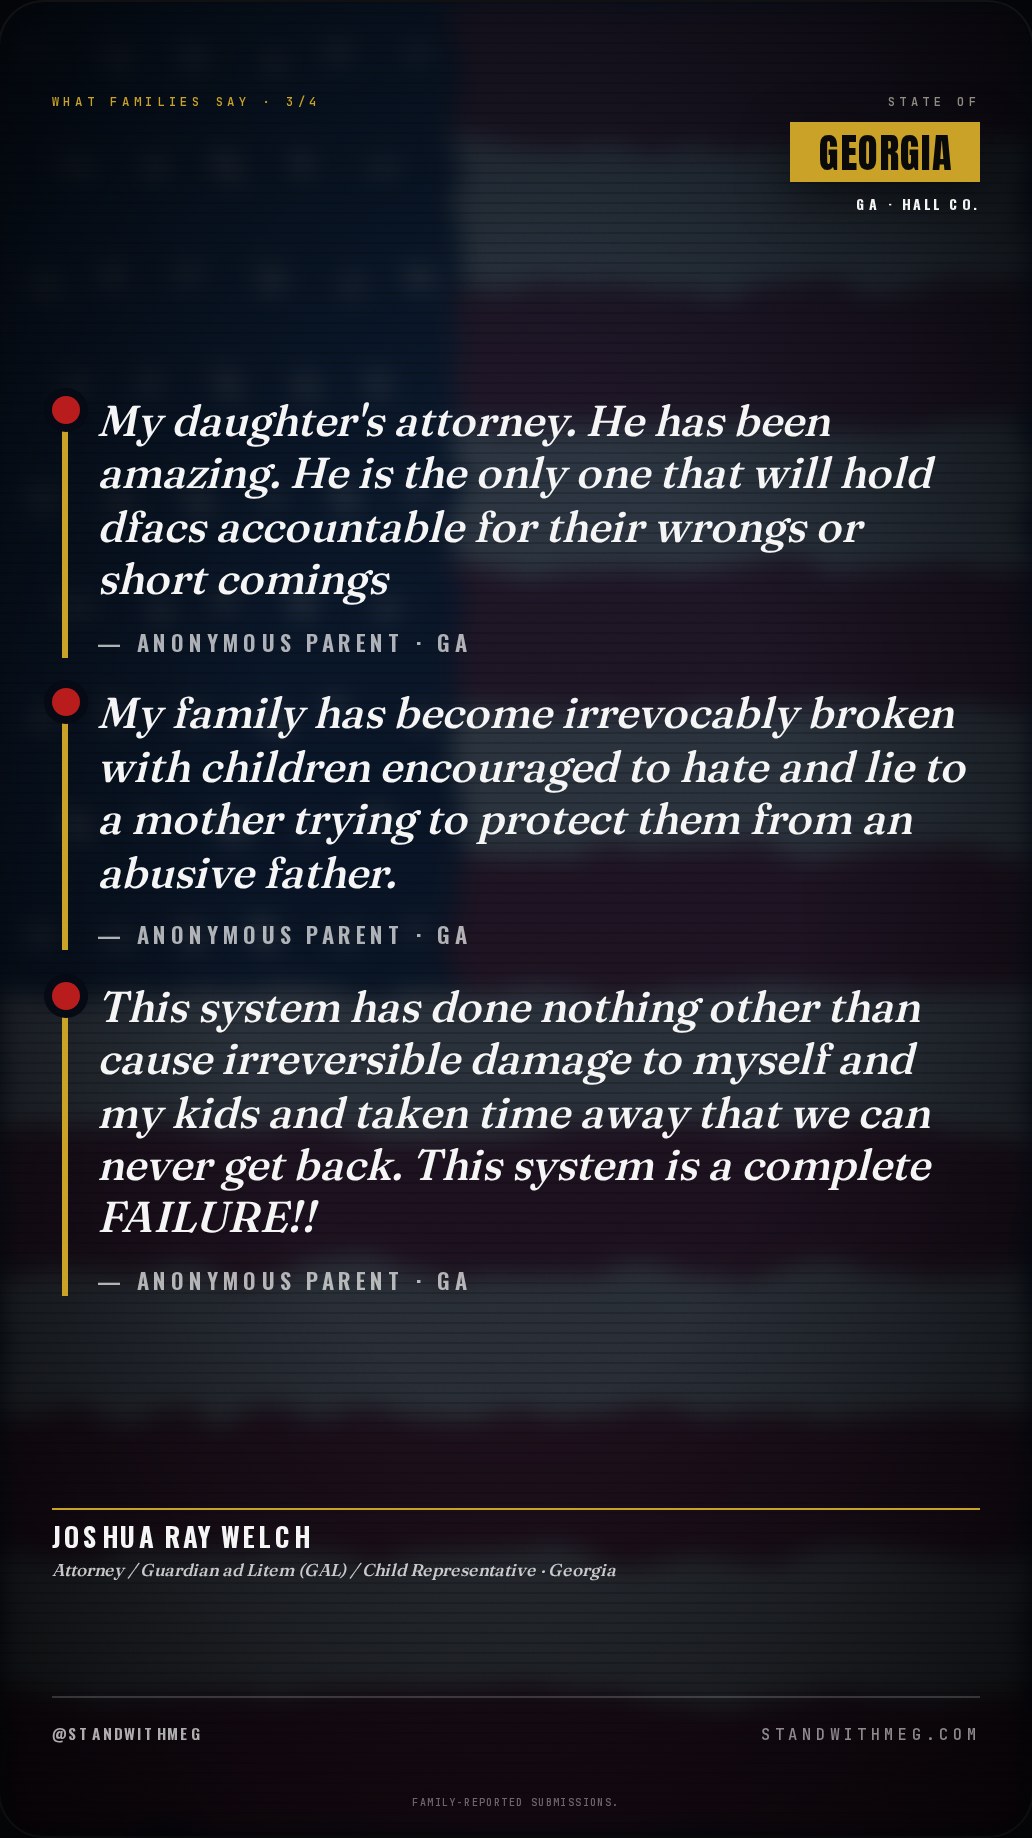 WHAT FAMILIES SAY · 3/4
STATE OF
GEORGIA
GA · HALL CO.
My daughter's attorney. He has been
amazing. He is the only one that will hold
dfacs accountable for their wrongs or
short comings
— ANONYMOUS PARENT · GA
My family has become irrevocably broken
with children encouraged to hate and lie to
a mother trying to protect them from an
abusive father.
— ANONYMOUS PARENT · GA
This system has done nothing other than
cause irreversible damage to myself and
my kids and taken time away that we can
never get back. This system is a complete
FAILURE!!
— ANONYMOUS PARENT · GA
JOSHUA RAY WELCH
Attorney / Guardian ad Litem (GAL) / Child Representative · Georgia
@STANDWITHMEG
STANDWITHMEG.COM
FAMILY-REPORTED SUBMISSIONS.